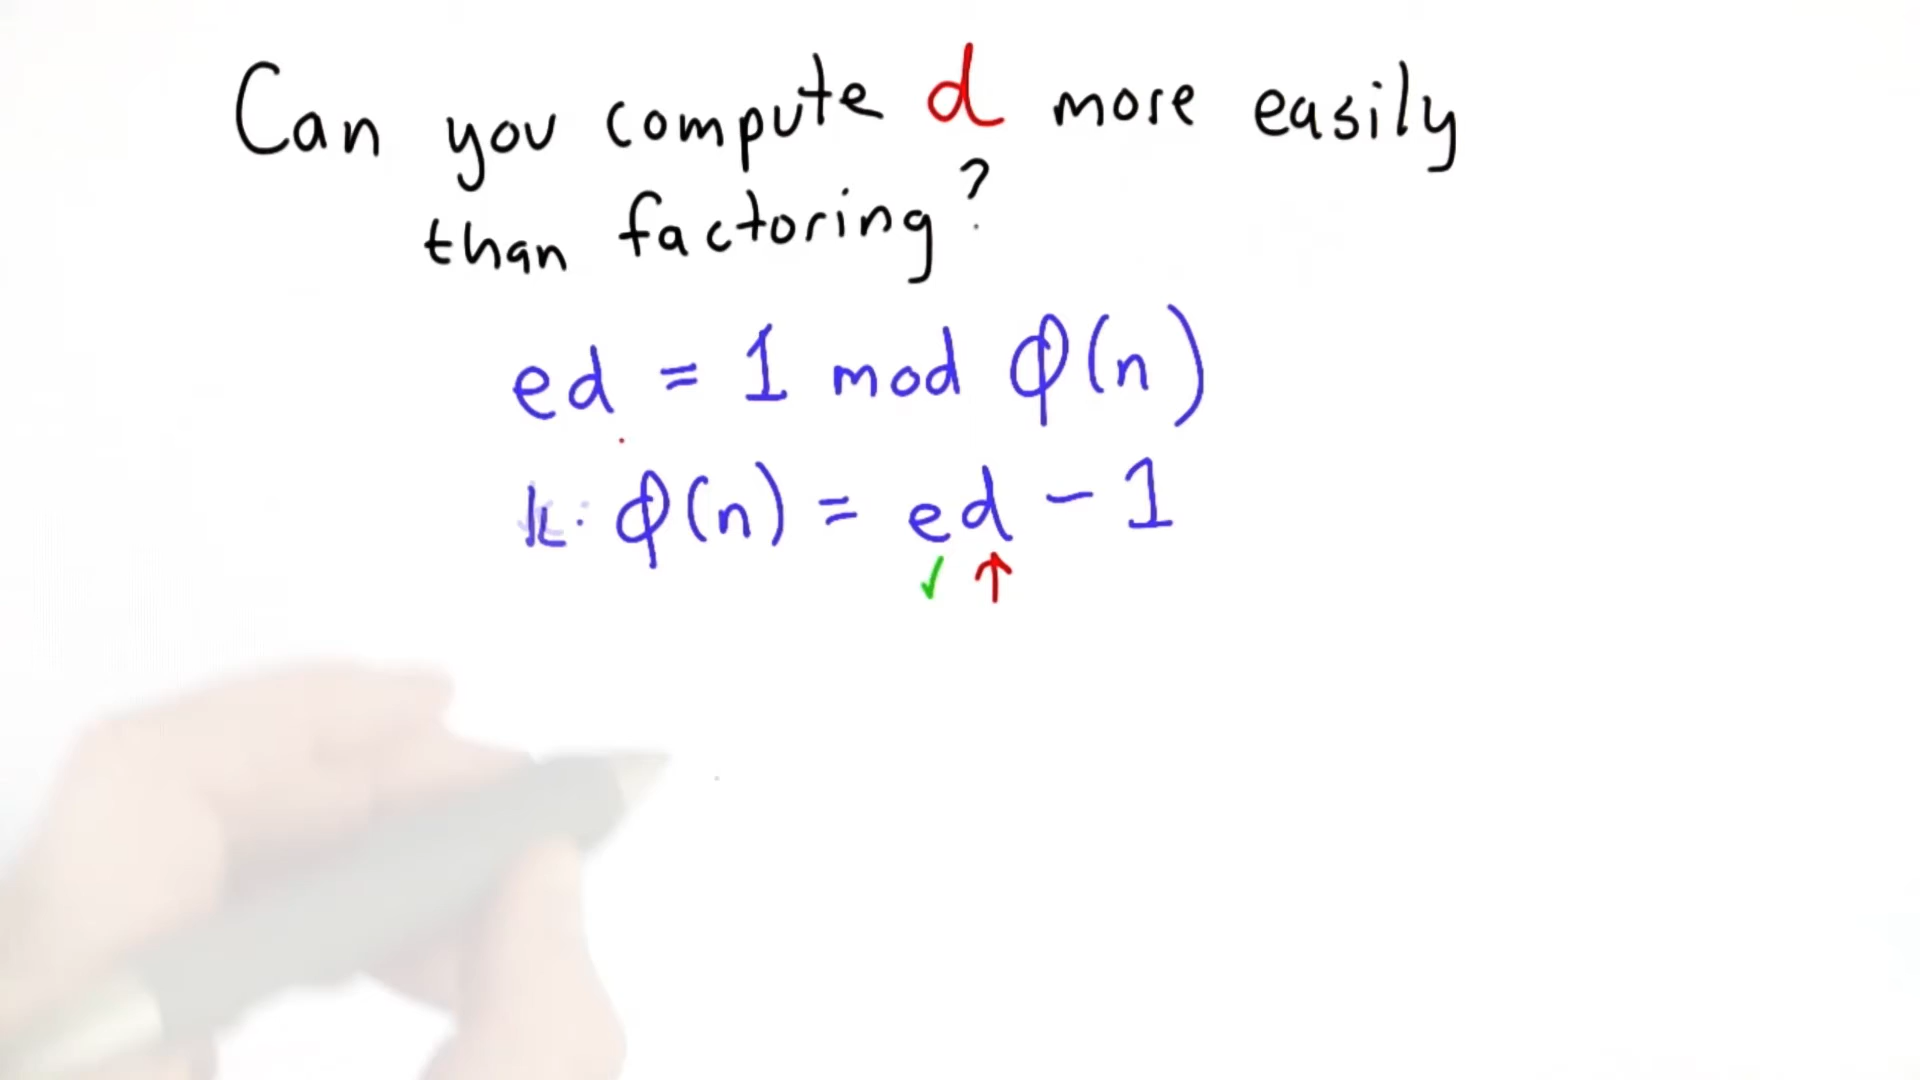 Can you compute d more easily
than factoring?
ed = 1 mod φ(n)
k· φ(n) = ed - 1
✓ ↑